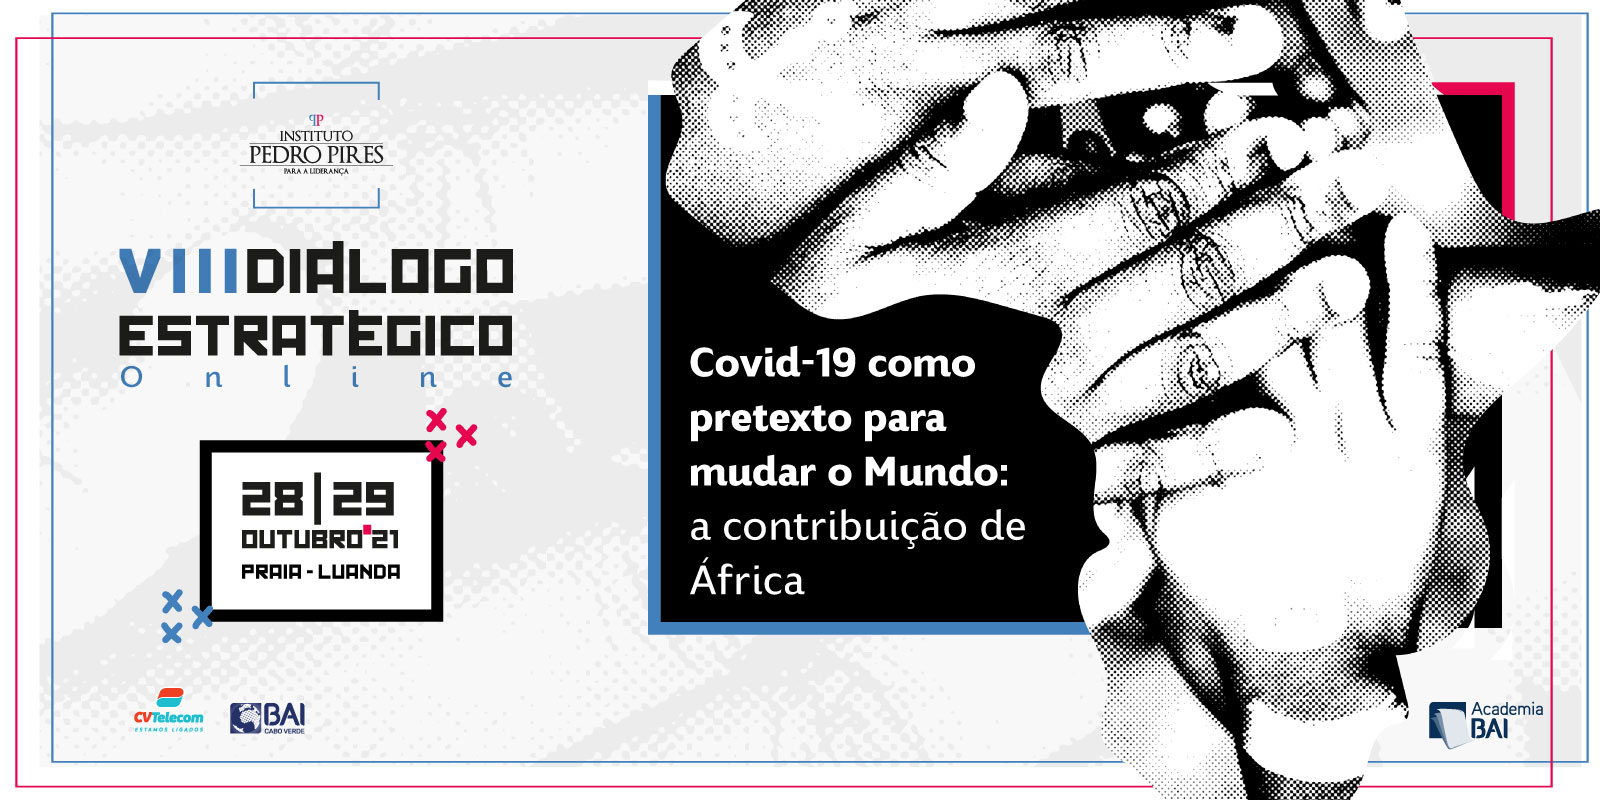 PP
INSTITUTO
PEDRO PIRES
PARA A LIDERANÇA
VIII DIÁLOGO
ESTRATÉGICO
Online
28|29
OUTUBRO'21
PRAIA - LUANDA
Covid-19 como
pretexto para
mudar o Mundo:
a contribuição de
África
CVTelecom
ESTAMOS LIGADOS
BAI
CABO VERDE
Academia
BAI